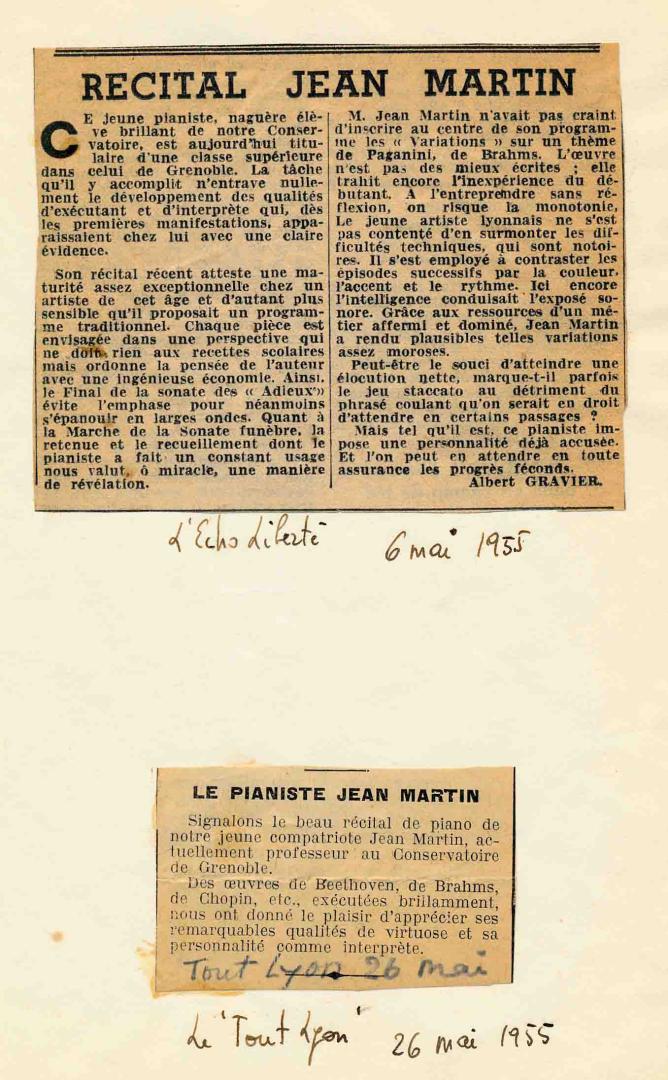 RECITAL JEAN MARTIN
CE jeune pianiste, naguère élè-
ve brillant de notre Conser-
vatoire, est aujourd'hui titu-
laire d'une classe supérieure
dans celui de Grenoble. La tâche
qu'il y accomplit n'entrave nulle-
ment le développement des qualités
d'exécutant et d'interprète qui, dès
les premières manifestations, appa-
raissaient chez lui avec une claire
évidence.
Son récital récent atteste une ma-
turité assez exceptionnelle chez un
artiste de cet âge et d'autant plus
sensible qu'il proposait un program-
me traditionnel. Chaque pièce est
envisagée dans une perspective qui
ne doit rien aux recettes scolaires
mais ordonne la pensée de l'auteur
avec une ingénieuse économie. Ainsi,
le Final de la sonate des « Adieux »
évite l'emphase pour néanmoins
s'épanouir en larges ondes. Quant à
la Marche de la Sonate funèbre, la
retenue et le recueillement dont le
pianiste a fait un constant usage
nous valut, ô miracle, une manière
de révélation.
M. Jean Martin n'avait pas craint
d'inscrire au centre de son program-
me les « Variations » sur un thème
de Paganini, de Brahms. L'œuvre
n'est pas des mieux écrites ; elle
trahit encore l'inexpérience du dé-
butant. A l'entreprendre sans ré-
flexion, on risque la monotonie.
Le jeune artiste lyonnais ne s'est
pas contenté d'en surmonter les dif-
ficultés techniques, qui sont notoi-
res. Il s'est employé à contraster les
épisodes successifs par la couleur,
l'accent et le rythme. Ici encore
l'intelligence conduisait l'exposé so-
nore. Grâce aux ressources d'un mé-
tier affermi et dominé, Jean Martin
a rendu plausibles telles variations
assez moroses.
Peut-être le souci d'atteindre une
élocution nette, marque-t-il parfois
le jeu staccato au détriment du
phrasé coulant qu'on serait en droit
d'attendre en certains passages ?
Mais tel qu'il est, ce pianiste im-
pose une personnalité déjà accusée.
Et l'on peut en attendre en toute
assurance les progrès féconds.
Albert GRAVIER.
L'Echo Liberté 6 mai 1955
LE PIANISTE JEAN MARTIN
Signalons le beau récital de piano de
notre jeune compatriote Jean Martin, ac-
tuellement professeur au Conservatoire
de Grenoble.
Des œuvres de Beethoven, de Brahms,
de Chopin, etc., exécutées brillamment,
nous ont donné le plaisir d'apprécier ses
remarquables qualités de virtuose et sa
personnalité comme interprète.
Tout Lyon 26 mai
Le "Tout Lyon" 26 mai 1955